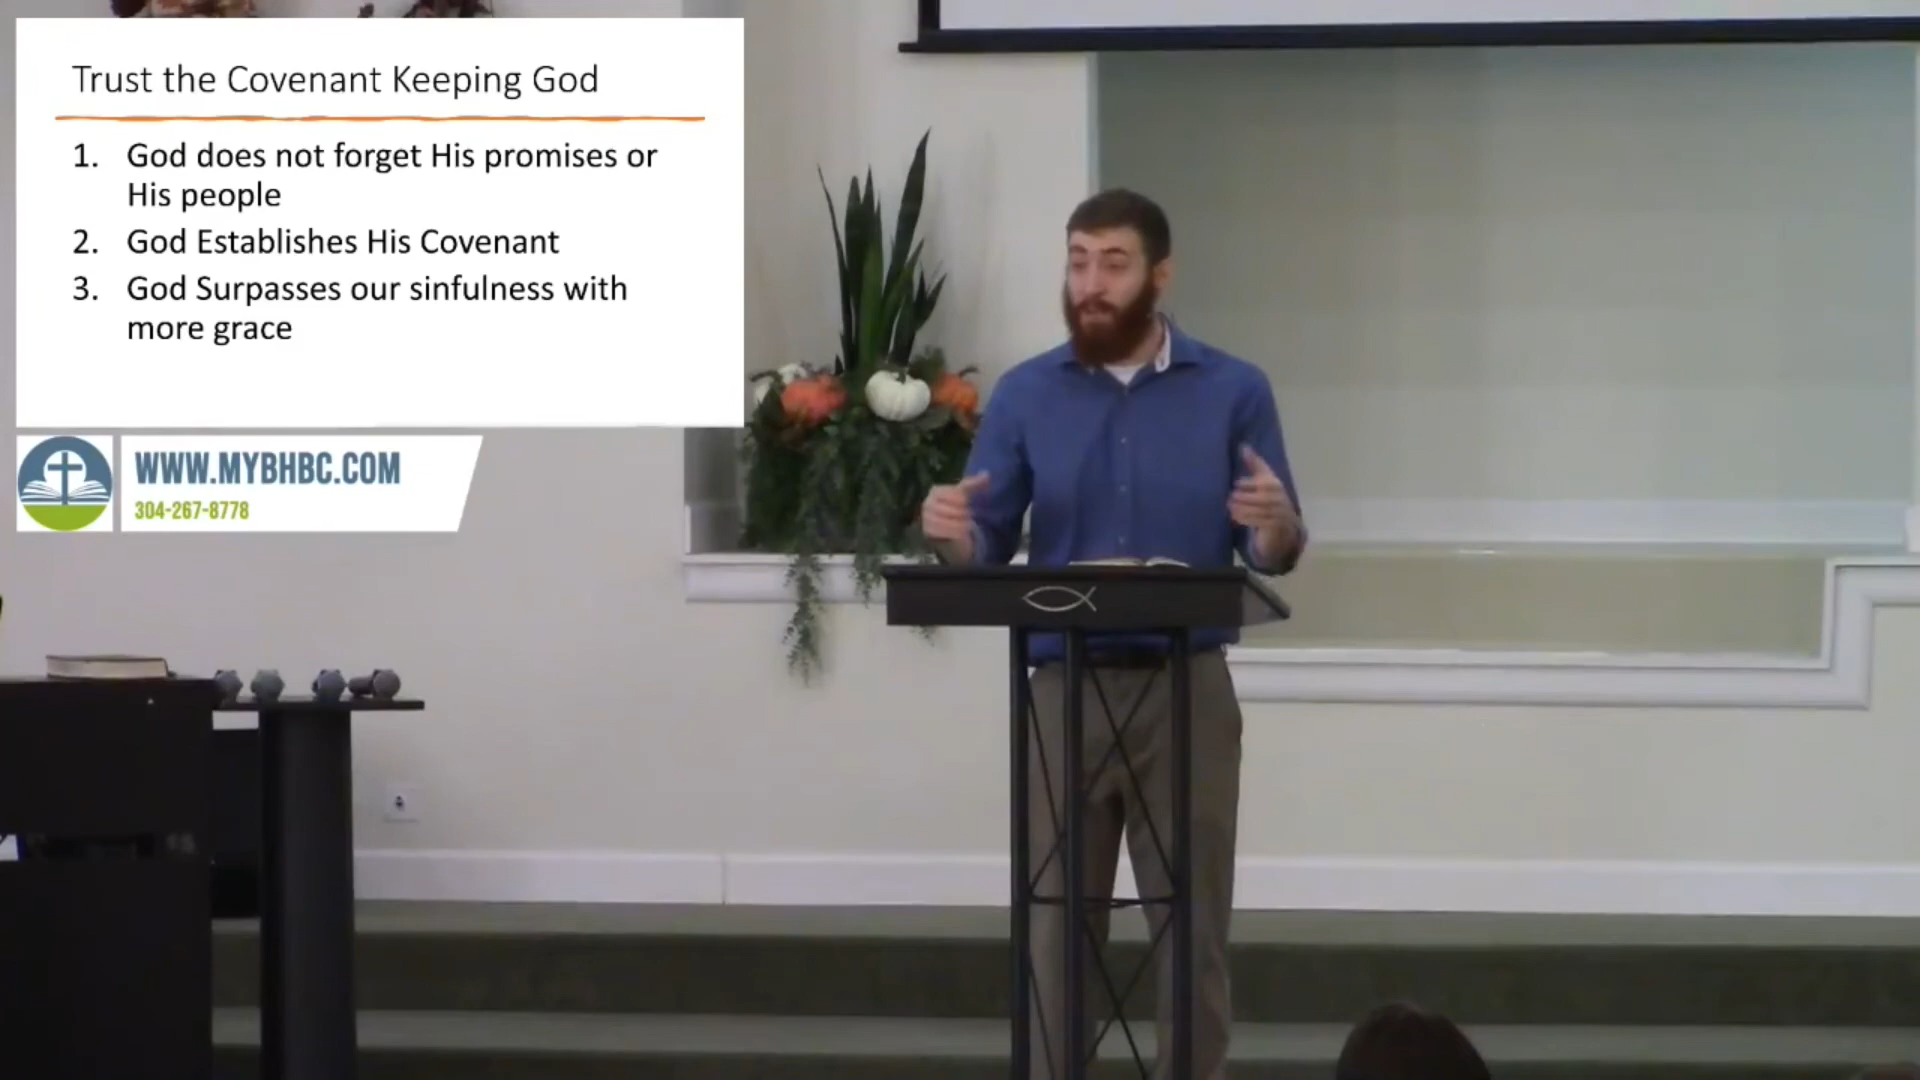 Trust the Covenant Keeping God
1. God does not forget His promises or
His people
2. God Establishes His Covenant
3. God Surpasses our sinfulness with
more grace
WWW.MYBHBC.COM
304-267-8778